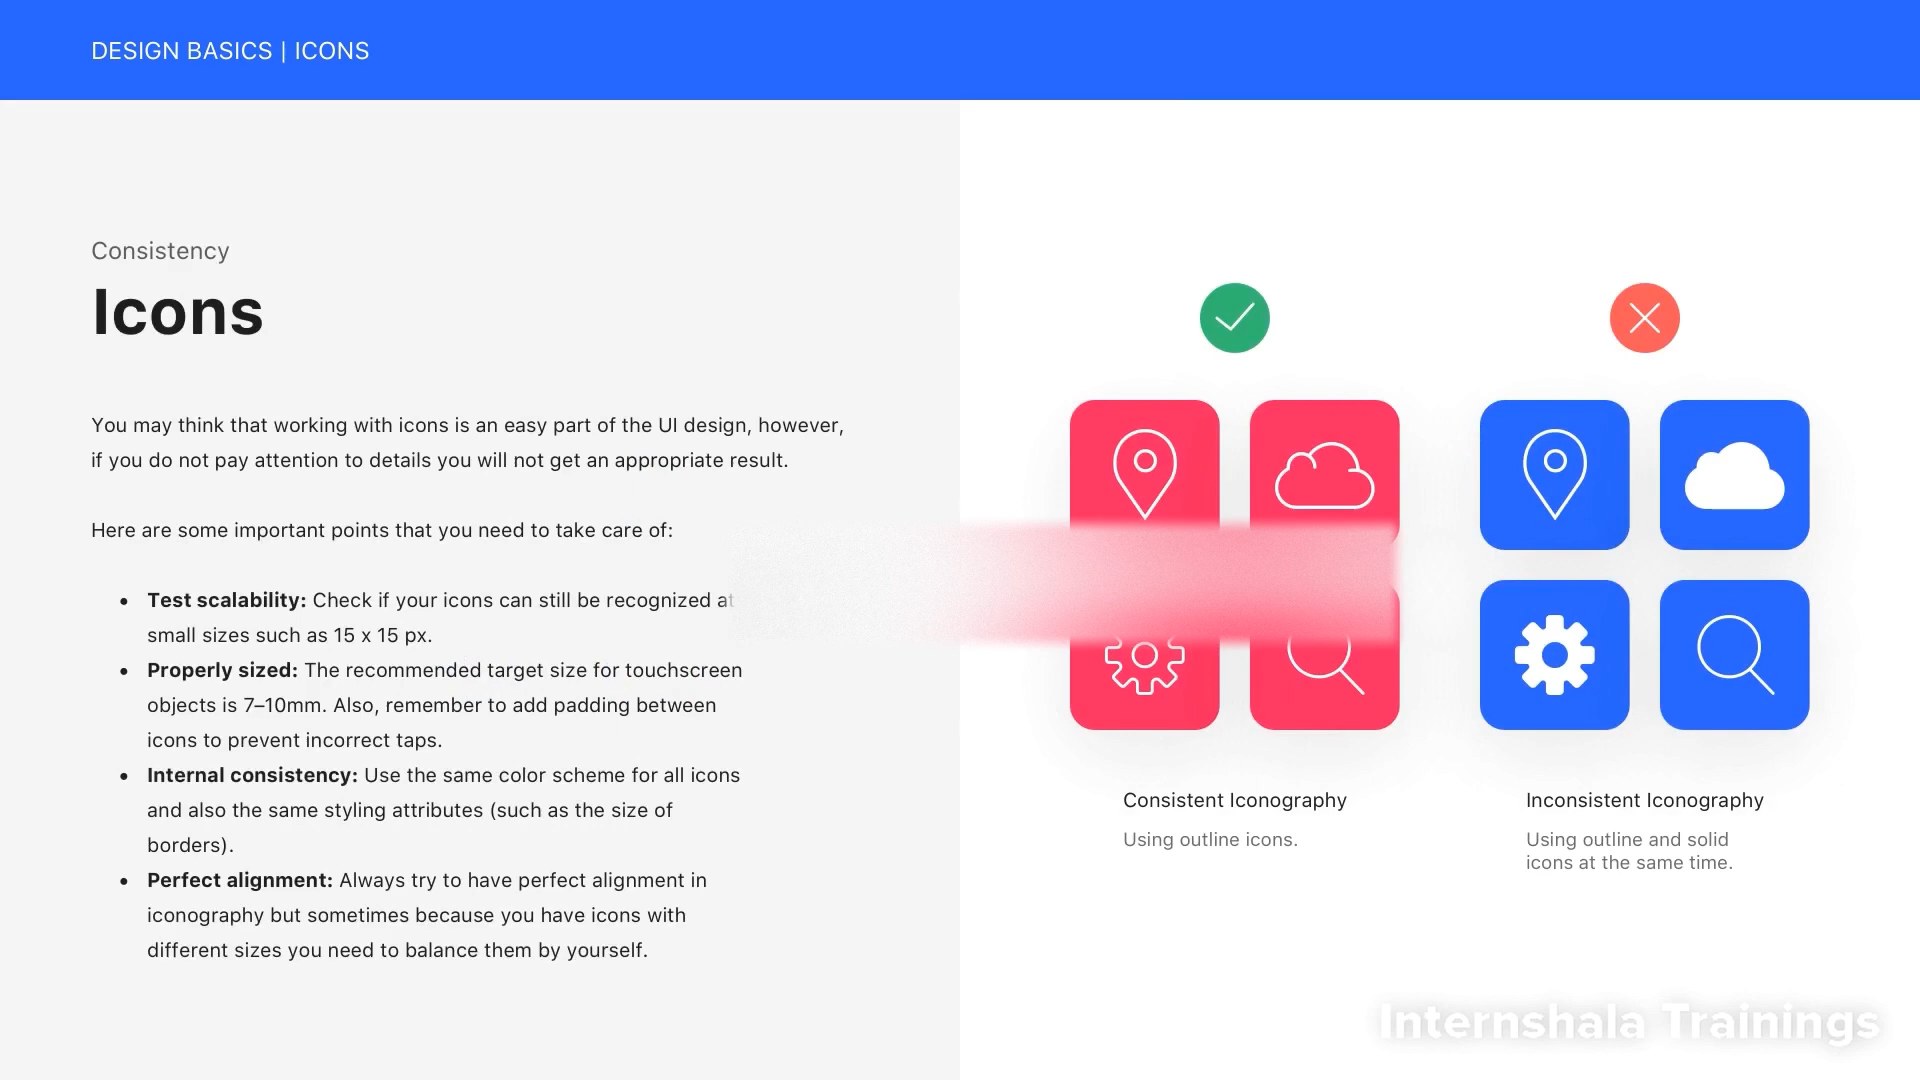 DESIGN BASICS | ICONS
Consistency
Icons
You may think that working with icons is an easy part of the UI design, however,
if you do not pay attention to details you will not get an appropriate result.
Here are some important points that you need to take care of:
• Test scalability: Check if your icons can still be recognized at
small sizes such as 15 x 15 px.
• Properly sized: The recommended target size for touchscreen
objects is 7–10mm. Also, remember to add padding between
icons to prevent incorrect taps.
• Internal consistency: Use the same color scheme for all icons
and also the same styling attributes (such as the size of
borders).
• Perfect alignment: Always try to have perfect alignment in
iconography but sometimes because you have icons with
different sizes you need to balance them by yourself.
Consistent Iconography
Using outline icons.
Inconsistent Iconography
Using outline and solid
icons at the same time.
Internshala Trainings